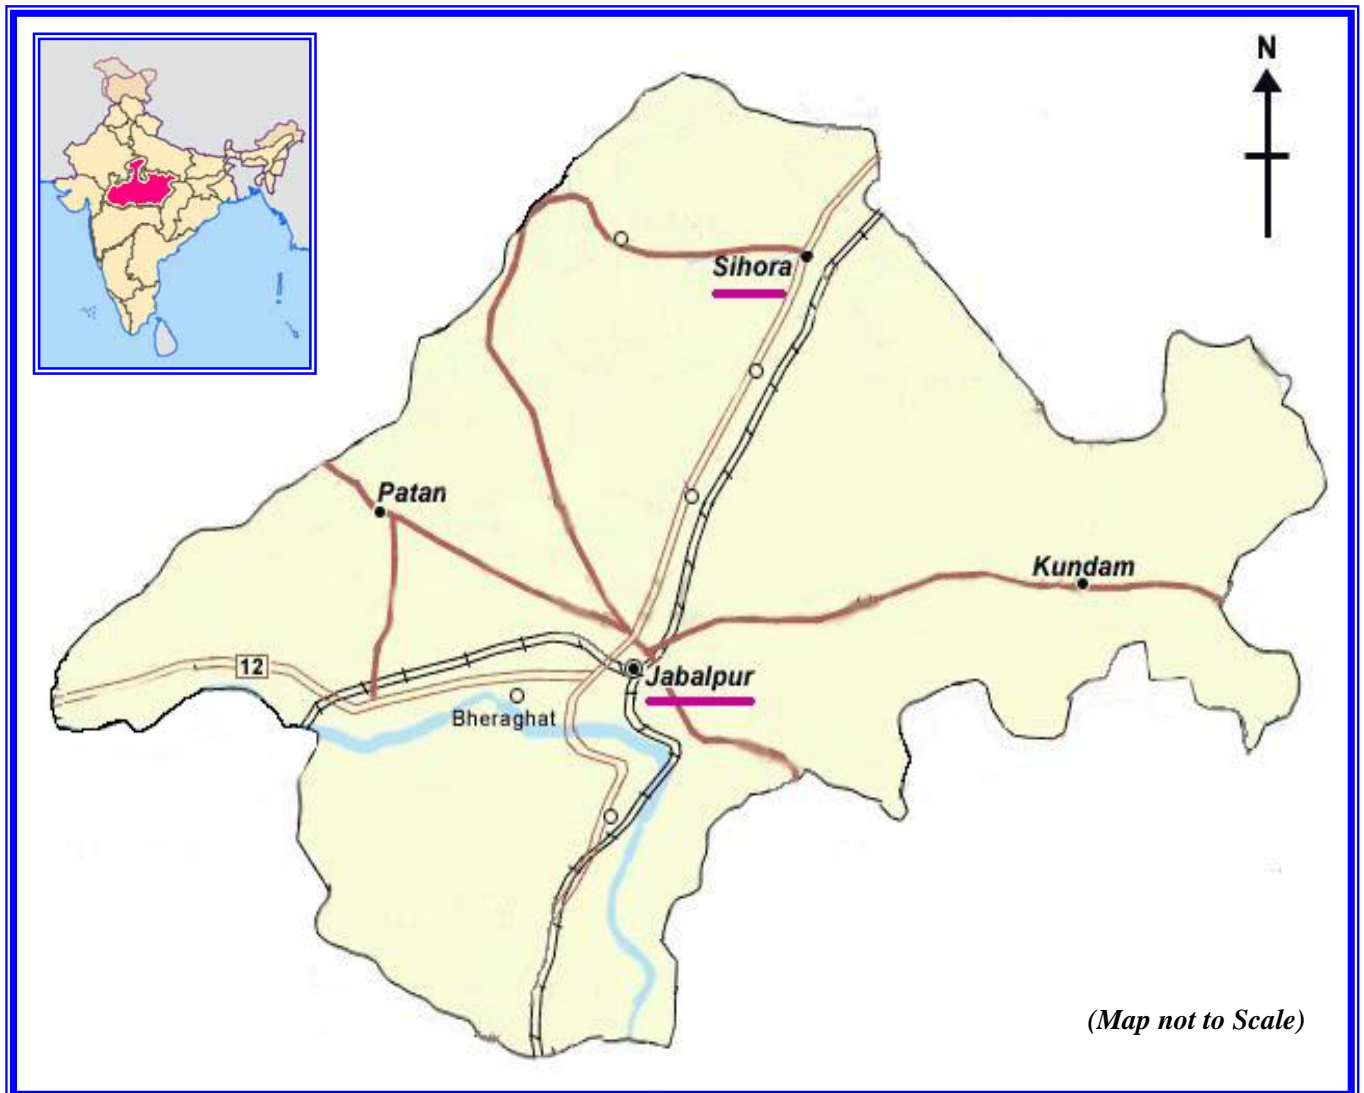 N
Sihora
Patan
Kundam
12
Jabalpur
Bheraghat
(Map not to Scale)